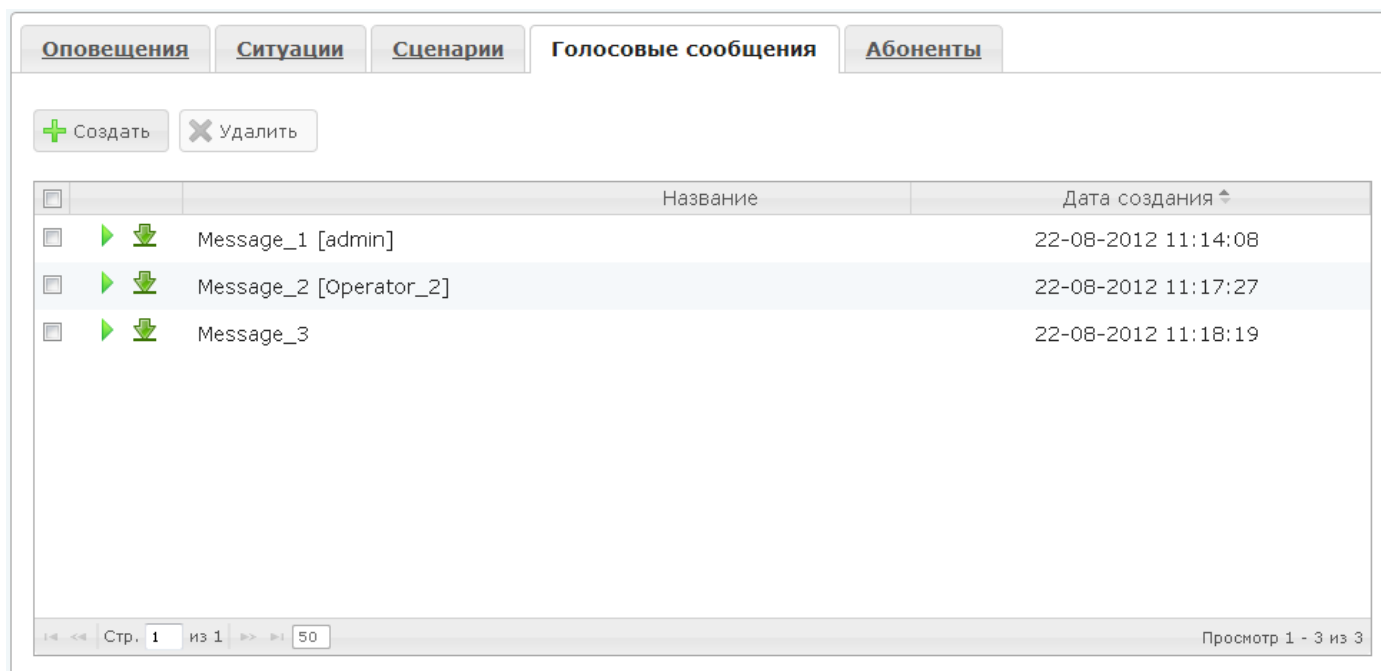 Оповещения Ситуации Сценарии Голосовые сообщения Абоненты
Создать Удалить
Название Дата создания
Message_1 [admin] 22-08-2012 11:14:08
Message_2 [Operator_2] 22-08-2012 11:17:27
Message_3 22-08-2012 11:18:19
Стр. 1 из 1 50 Просмотр 1 - 3 из 3